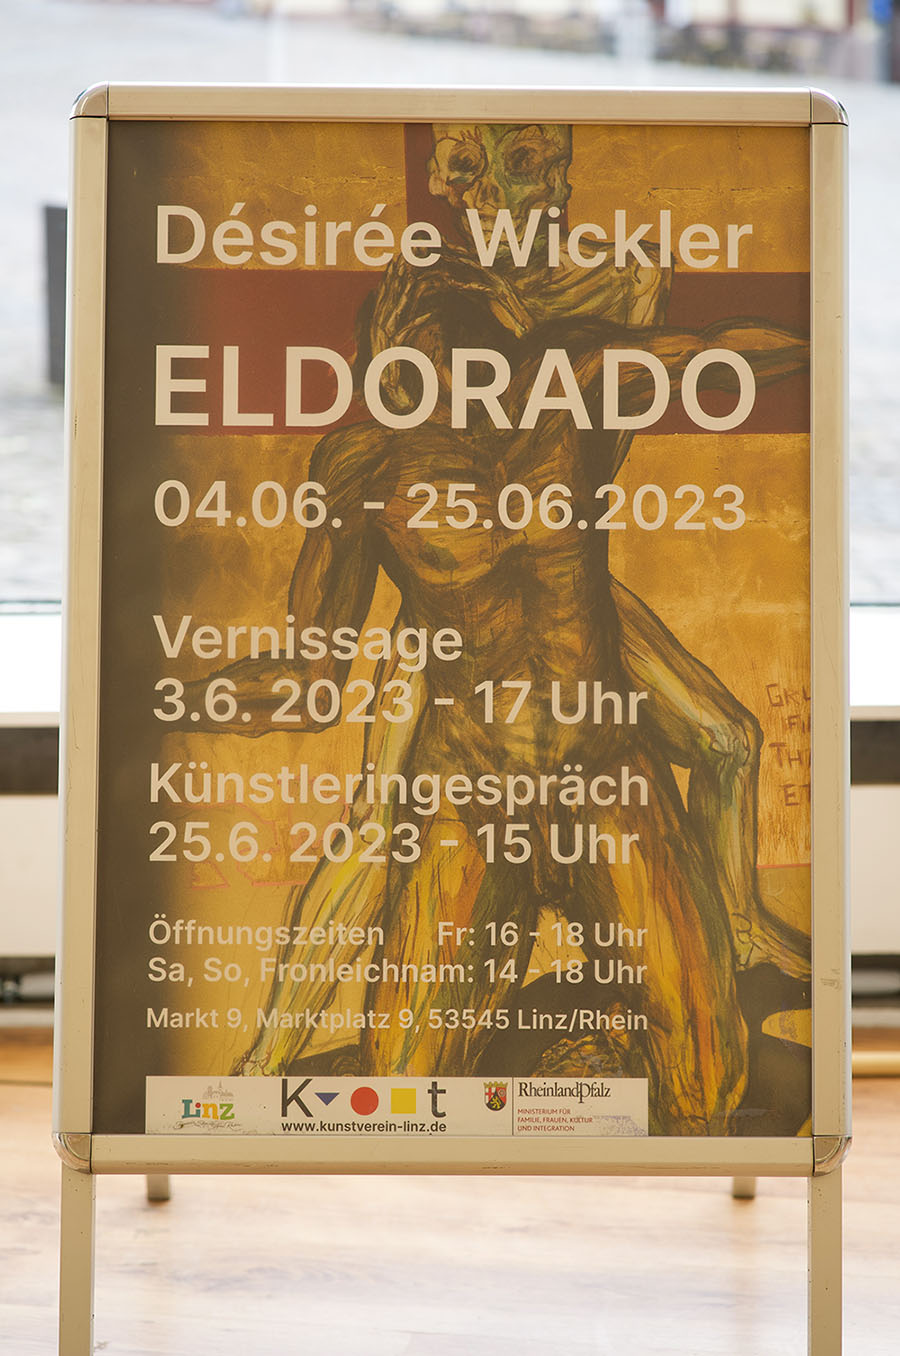 Désirée Wickler
ELDORADO
04.06. - 25.06.2023
Vernissage
3.6. 2023 - 17 Uhr
Künstleringespräch
25.6. 2023 - 15 Uhr
Öffnungszeiten Fr: 16 - 18 Uhr
Sa, So, Fronleichnam: 14 - 18 Uhr
Markt 9, Marktplatz 9, 53545 Linz/Rhein
Linz
K t
www.kunstverein-linz.de
RheinlandPfalz
MINISTERIUM FÜR
FAMILIE, FRAUEN, KULTUR
UND INTEGRATION